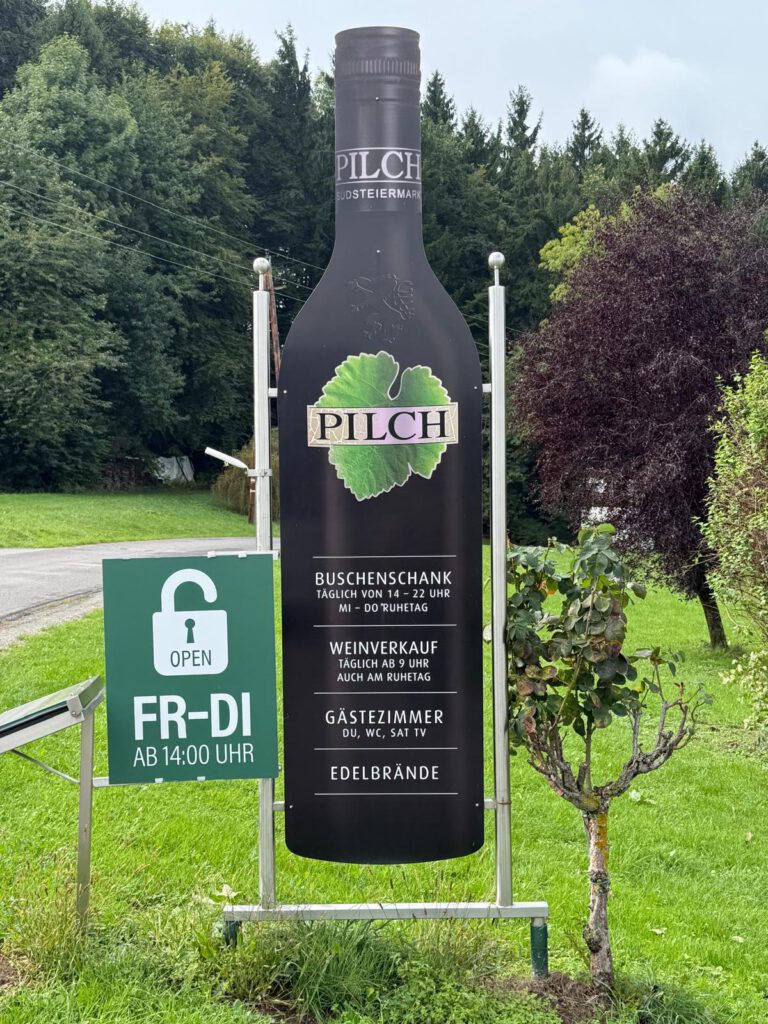 PILCH
SÜDSTEIERMARK
PILCH
BUSCHENSCHANK
TÄGLICH VON 14 - 22 UHR
MI - DO RUHETAG
WEINVERKAUF
TÄGLICH AB 9 UHR
AUCH AM RUHETAG
GÄSTEZIMMER
DU, WC, SAT TV
EDELBRÄNDE
OPEN
FR-DI
AB 14:00 UHR